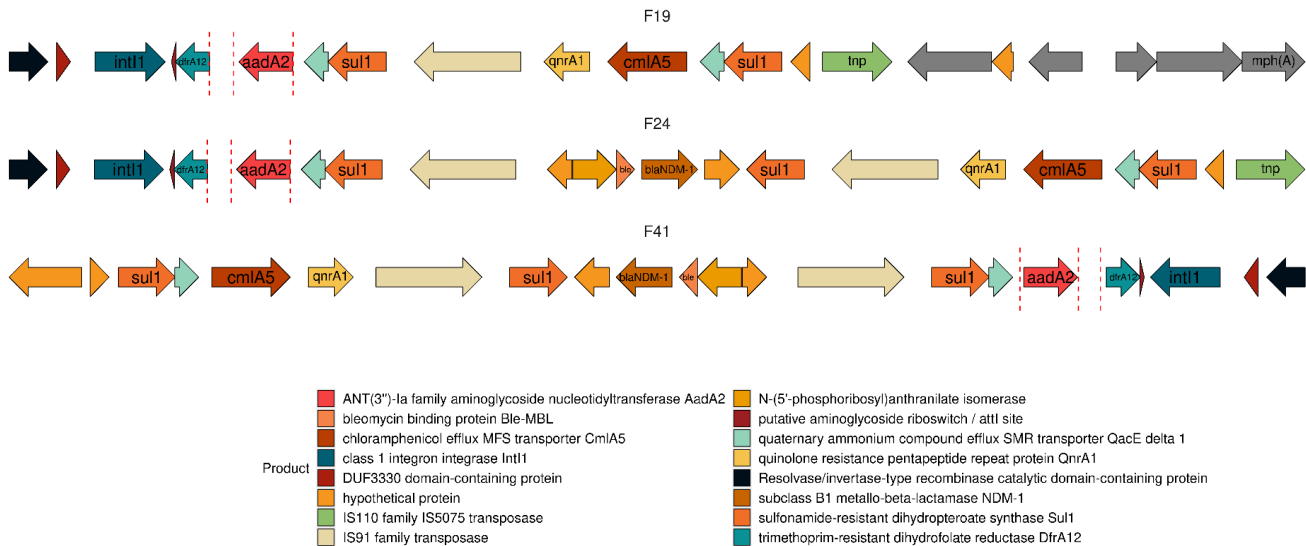 F19
intI1 dfrA12 aadA2 sul1 qnrA1 cmlA5 sul1 tnp mph(A)
F24
intI1 dfrA12 aadA2 sul1 ble blaNDM-1 sul1 qnrA1 cmlA5 sul1 tnp
F41
sul1 cmlA5 qnrA1 sul1 blaNDM-1 ble sul1 aadA2 dfrA12 intI1
Product
ANT(3")-Ia family aminoglycoside nucleotidyltransferase AadA2
bleomycin binding protein Ble-MBL
chloramphenicol efflux MFS transporter CmlA5
class 1 integron integrase IntI1
DUF3330 domain-containing protein
hypothetical protein
IS110 family IS5075 transposase
IS91 family transposase
N-(5'-phosphoribosyl)anthranilate isomerase
putative aminoglycoside riboswitch / attI site
quaternary ammonium compound efflux SMR transporter QacE delta 1
quinolone resistance pentapeptide repeat protein QnrA1
Resolvase/invertase-type recombinase catalytic domain-containing protein
subclass B1 metallo-beta-lactamase NDM-1
sulfonamide-resistant dihydropteroate synthase Sul1
trimethoprim-resistant dihydrofolate reductase DfrA12